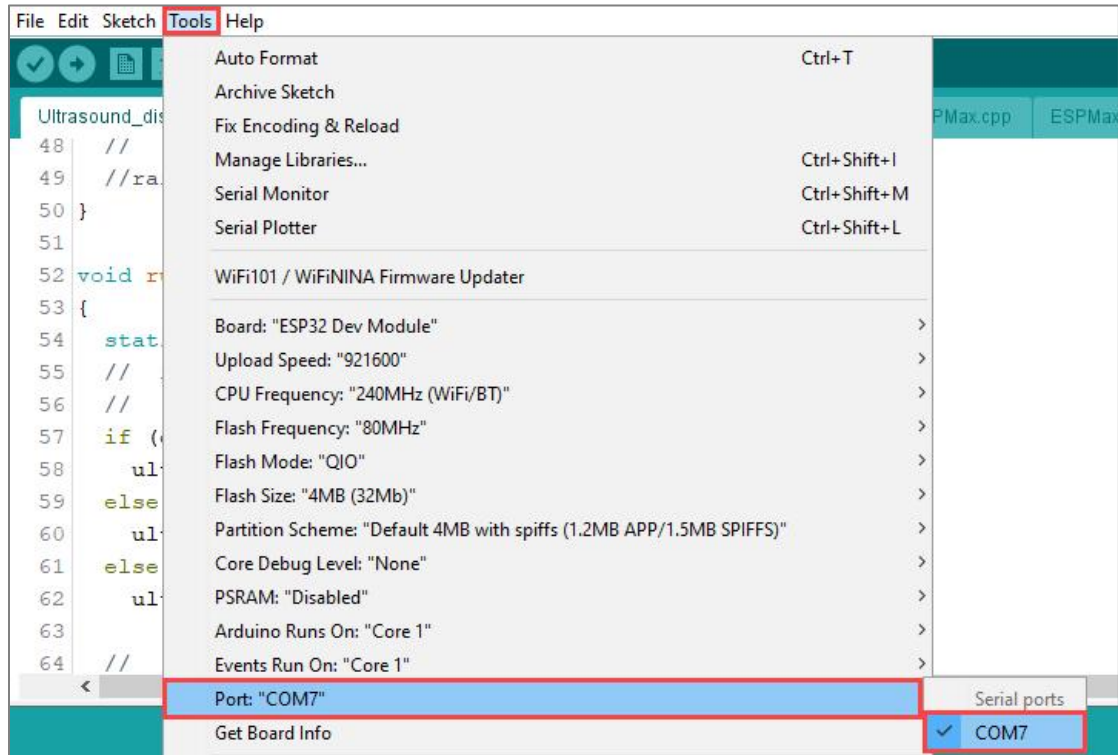 File Edit Sketch Tools Help
Auto Format Ctrl+T
Archive Sketch
Ultrasound_dis PMax.cpp ESPMax
Fix Encoding & Reload
48 //
Manage Libraries... Ctrl+Shift+I
49 //ra
Serial Monitor Ctrl+Shift+M
50 }
Serial Plotter Ctrl+Shift+L
51
52 void r
WiFi101 / WiFiNINA Firmware Updater
53 {
Board: "ESP32 Dev Module"
54 stat
Upload Speed: "921600"
55 //
CPU Frequency: "240MHz (WiFi/BT)"
56 //
Flash Frequency: "80MHz"
57 if (
Flash Mode: "QIO"
58 ul
Flash Size: "4MB (32Mb)"
59 else
Partition Scheme: "Default 4MB with spiffs (1.2MB APP/1.5MB SPIFFS)"
60 ul
Core Debug Level: "None"
61 else
PSRAM: "Disabled"
62 ul
Arduino Runs On: "Core 1"
63
Events Run On: "Core 1"
64 //
Port: "COM7" Serial ports
Get Board Info COM7